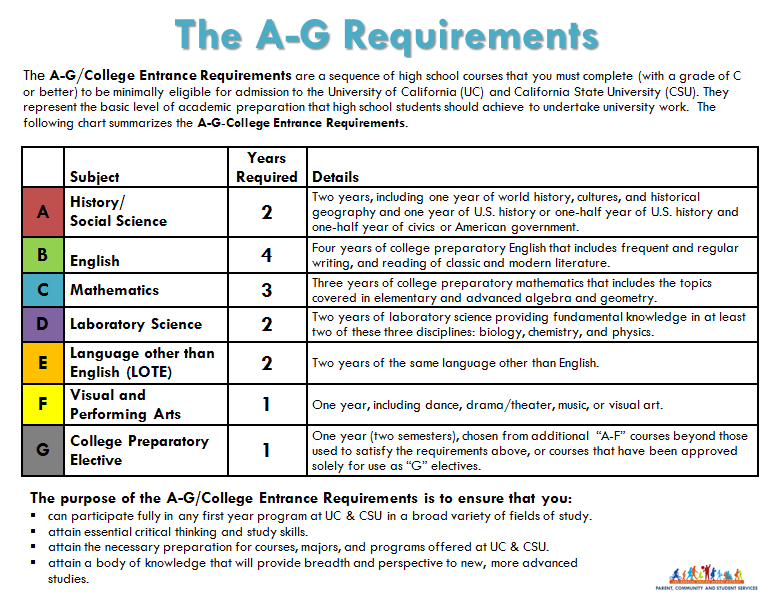 The A-G Requirements
The A-G/College Entrance Requirements are a sequence of high school courses that you must complete (with a grade of C
or better) to be minimally eligible for admission to the University of California (UC) and California State University (CSU). They
represent the basic level of academic preparation that high school students should achieve to undertake university work. The
following chart summarizes the A-G-College Entrance Requirements.
Subject
Years
Required
Details
A
History/
Social Science
2
Two years, including one year of world history, cultures, and historical
geography and one year of U.S. history or one-half year of U.S. history and
one-half year of civics or American government.
B
English
4
Four years of college preparatory English that includes frequent and regular
writing, and reading of classic and modern literature.
C
Mathematics
3
Three years of college preparatory mathematics that includes the topics
covered in elementary and advanced algebra and geometry.
D
Laboratory Science
2
Two years of laboratory science providing fundamental knowledge in at least
two of these three disciplines: biology, chemistry, and physics.
E
Language other than
English (LOTE)
2
Two years of the same language other than English.
F
Visual and
Performing Arts
1
One year, including dance, drama/theater, music, or visual art.
G
College Preparatory
Elective
1
One year (two semesters), chosen from additional “A-F” courses beyond those
used to satisfy the requirements above, or courses that have been approved
solely for use as “G” electives.
The purpose of the A-G/College Entrance Requirements is to ensure that you:
▪ can participate fully in any first year program at UC & CSU in a broad variety of fields of study.
▪ attain essential critical thinking and study skills.
▪ attain the necessary preparation for courses, majors, and programs offered at UC & CSU.
▪ attain a body of knowledge that will provide breadth and perspective to new, more advanced
studies.
PARENT, COMMUNITY AND STUDENT SERVICES